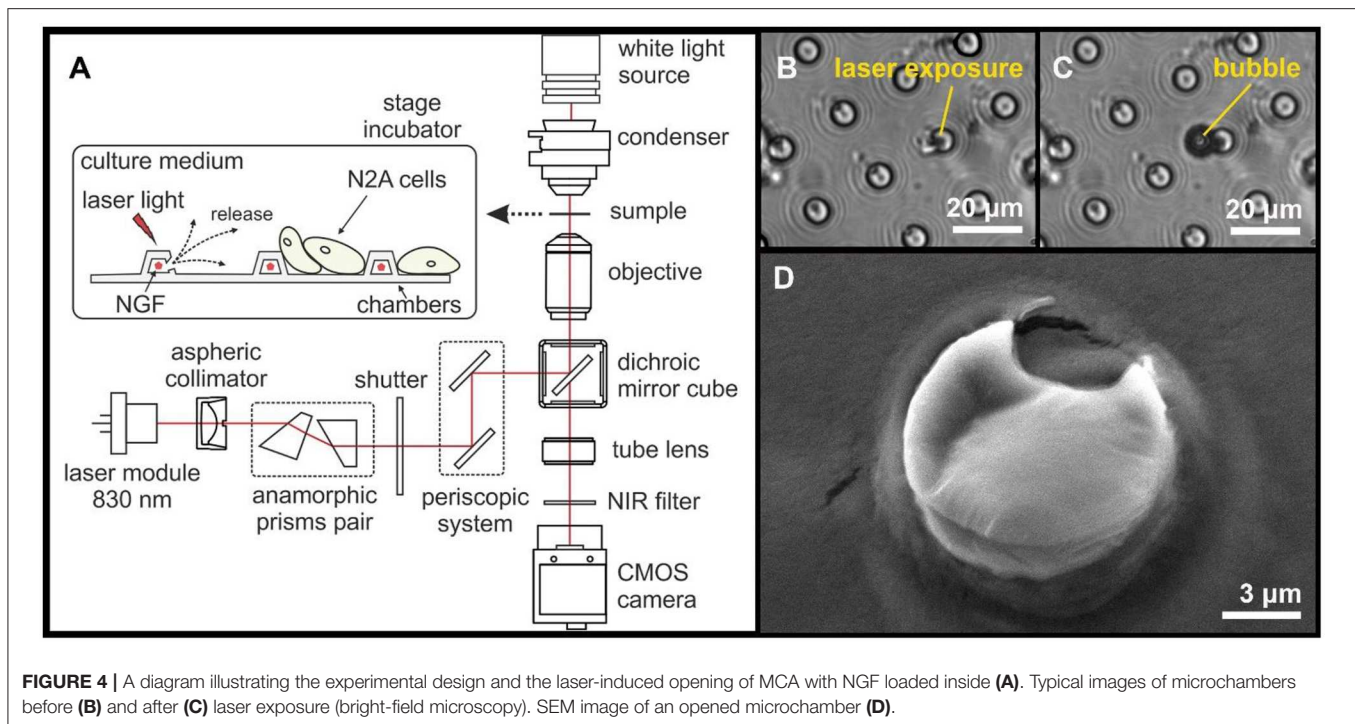 A
white light
source
stage
incubator
condenser
culture medium
N2A cells
laser light
release
sumple
objective
NGF
chambers
aspheric
collimator
shutter
dichroic
mirror cube
laser module
830 nm
anamorphic
prisms pair
periscopic
system
tube lens
NIR filter
CMOS
camera
B
laser exposure
20 µm
C
bubble
20 µm
D
3 µm
FIGURE 4 | A diagram illustrating the experimental design and the laser-induced opening of MCA with NGF loaded inside (A). Typical images of microchambers
before (B) and after (C) laser exposure (bright-field microscopy). SEM image of an opened microchamber (D).